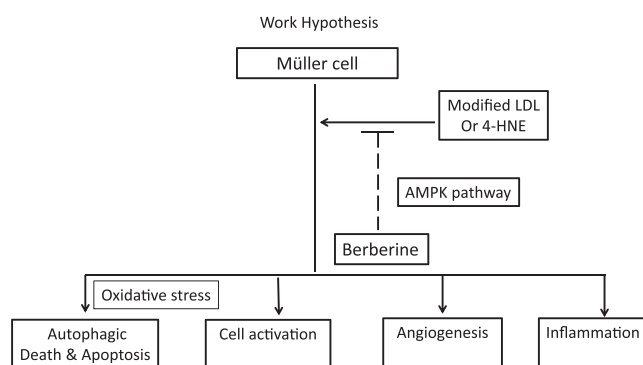 Work Hypothesis
Müller cell
Modified LDL
Or 4-HNE
AMPK pathway
Berberine
Oxidative stress
Autophagic
Death & Apoptosis
Cell activation
Angiogenesis
Inflammation